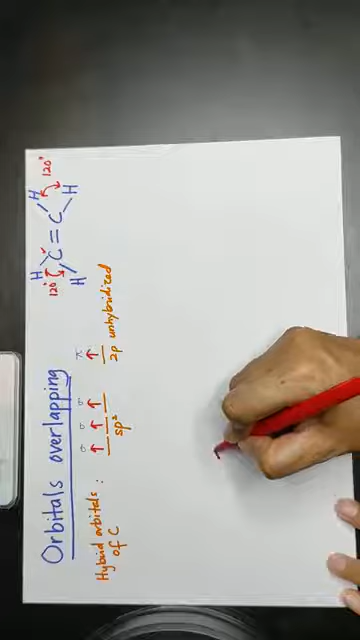 Orbitals overlapping
H H
120° C = C 120°
H H
σ σ σ π
Hybrid orbitals : ↑ ↑ ↑ ↑
of C sp² 2p unhybridized